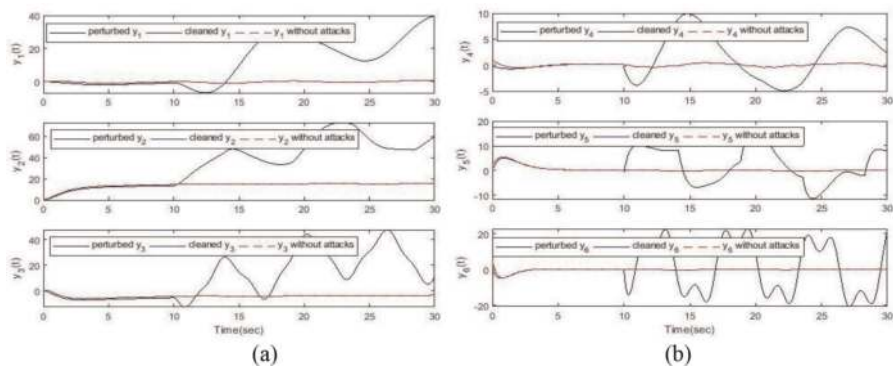 40
20
0
y1(t)
perturbed y1 cleaned y1 y1 without attacks
0 5 10 15 20 25 30
60
40
20
0
y2(t)
perturbed y2 cleaned y2 y2 without attacks
0 5 10 15 20 25 30
40
20
0
y3(t)
perturbed y3 cleaned y3 y3 without attacks
0 5 10 15 20 25 30
Time(sec)
(a)
10
5
0
-5
y4(t)
perturbed y4 cleaned y4 y4 without attacks
0 5 10 15 20 25 30
20
10
0
-10
y5(t)
perturbed y5 cleaned y5 y5 without attacks
0 5 10 15 20 25 30
20
0
-20
y6(t)
perturbed y6 cleaned y6 y6 without attacks
0 5 10 15 20 25 30
Time(sec)
(b)